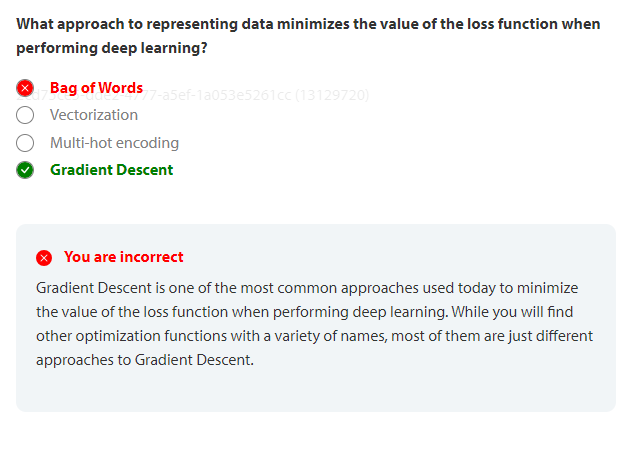 What approach to representing data minimizes the value of the loss function when
performing deep learning?
Bag of Words
-a5ef-1a053e5261cc (13129720)
Vectorization
Multi-hot encoding
Gradient Descent
You are incorrect
Gradient Descent is one of the most common approaches used today to minimize
the value of the loss function when performing deep learning. While you will find
other optimization functions with a variety of names, most of them are just different
approaches to Gradient Descent.